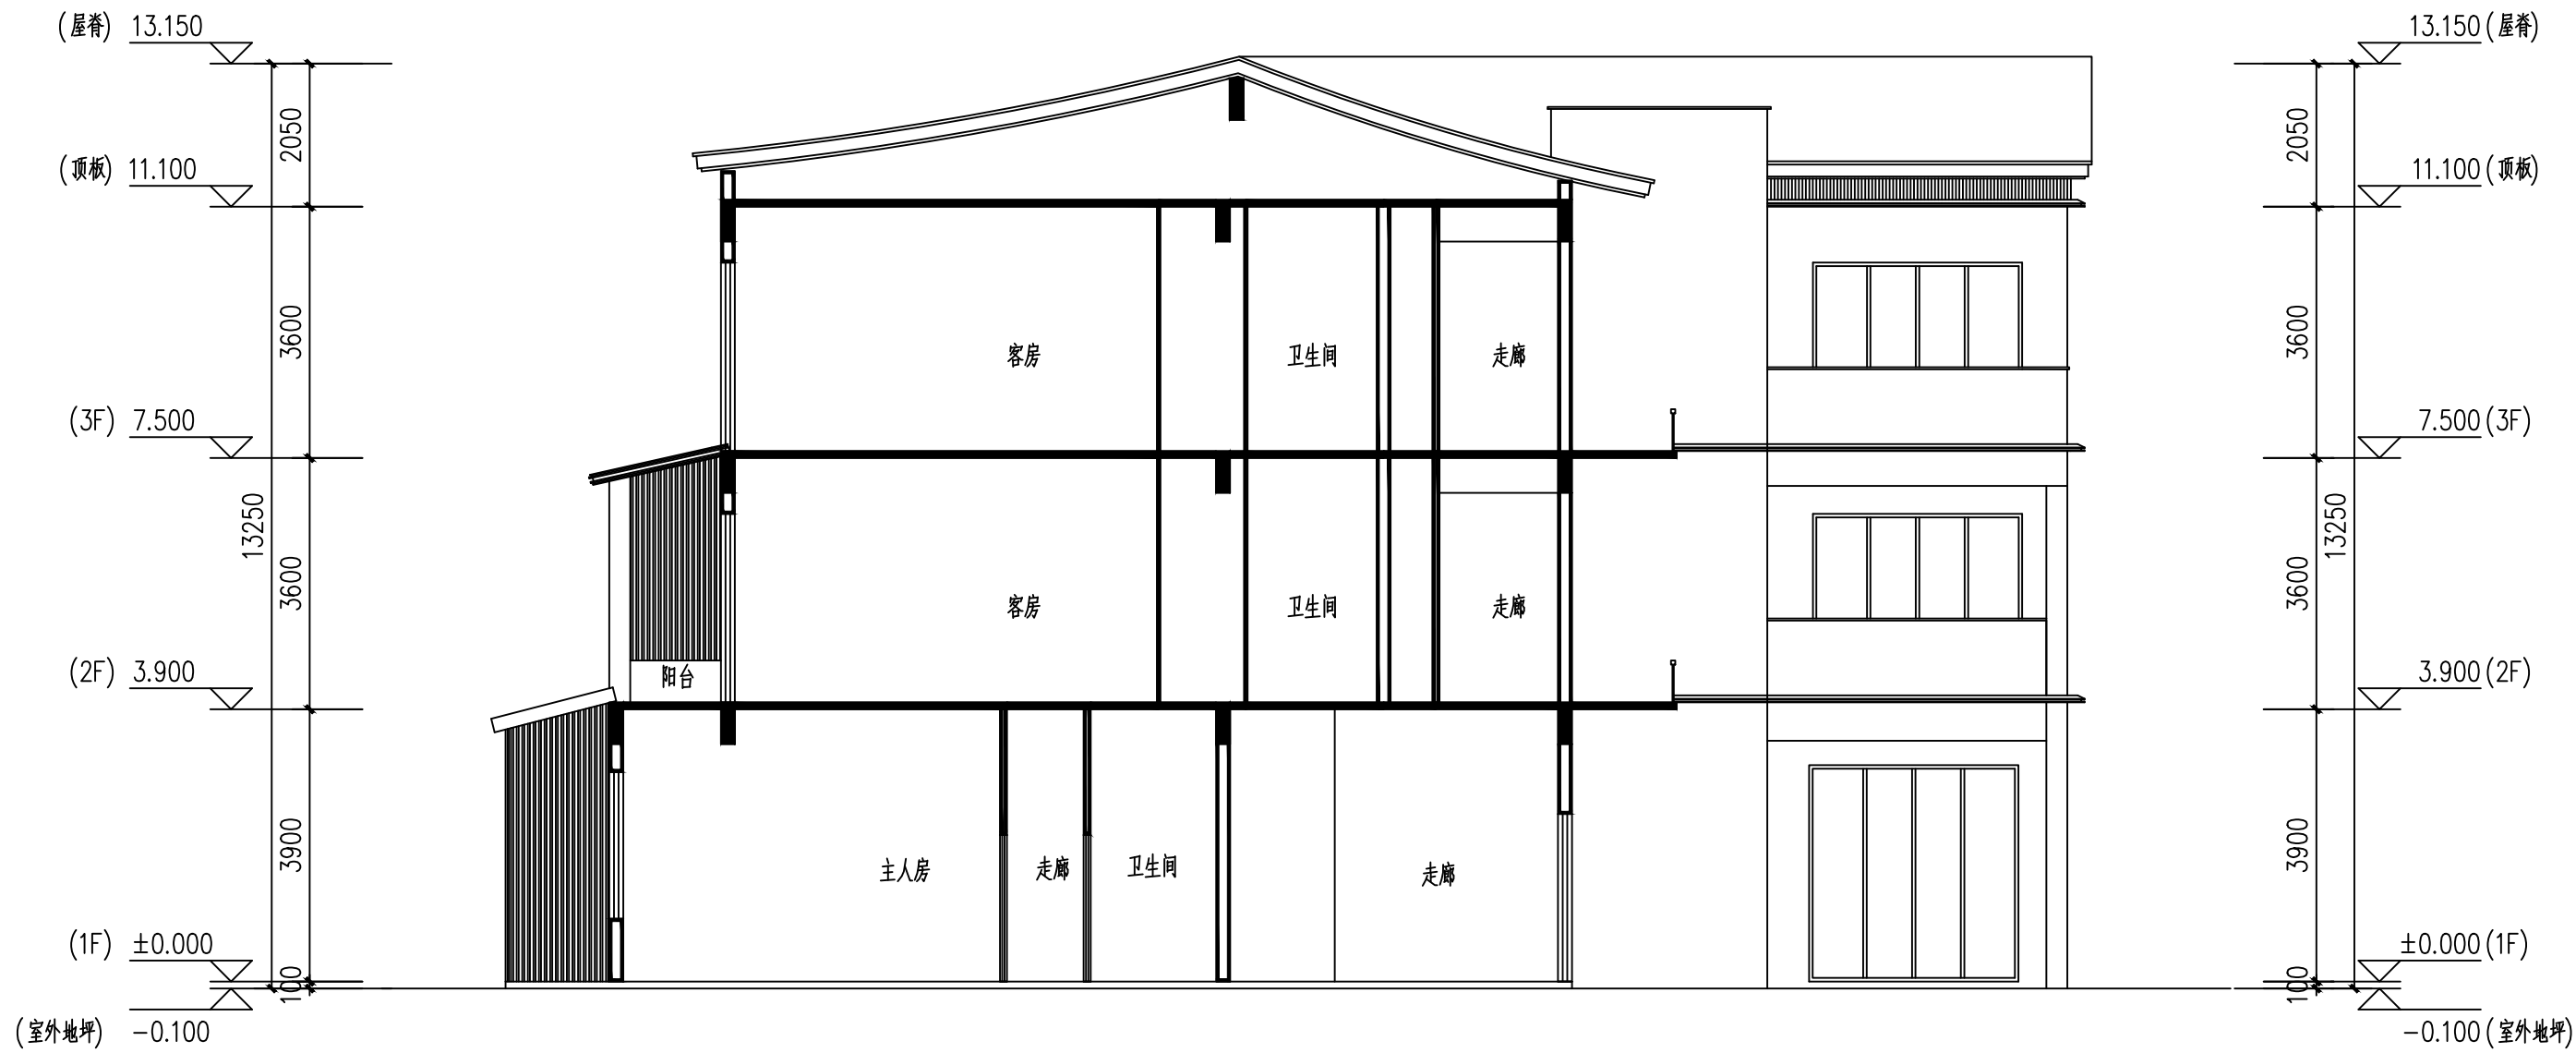 (屋脊) 13.150
13.150 (屋脊)
2050
2050
(顶板) 11.100
11.100 (顶板)
3600
3600
客房 卫生间 走廊
(3F) 7.500
7.500 (3F)
13250
13250
3600
3600
客房 卫生间 走廊
(2F) 3.900
阳台
3.900 (2F)
3900
3900
主人房 走廊 卫生间 走廊
(1F) ±0.000
±0.000 (1F)
100
100
(室外地坪) -0.100
-0.100 (室外地坪)